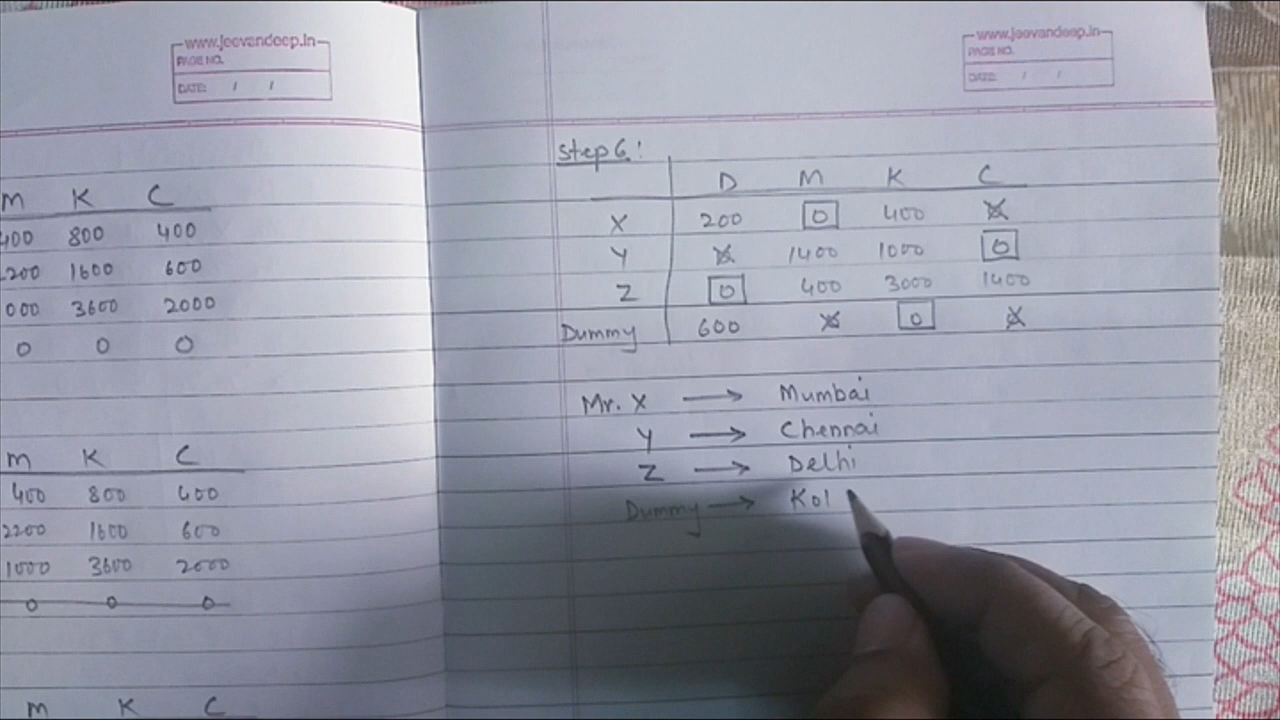 www.jeevandeep.in
PAGE NO.
DATE: / /
M K C
400 800 400
2200 1600 600
000 3600 2000
0 0 0
M K C
400 800 400
2200 1600 600
1000 3600 2000
0 0 0
M K C
www.jeevandeep.in
PAGE NO.
DATE: / /
Step 6:
D M K C
X 200 0 400 0
Y 0 1400 1000 0
Z 0 400 3000 1400
Dummy 600 0 0 0
Mr. X → Mumbai
Y → Chennai
Z → Delhi
Dummy → Kol